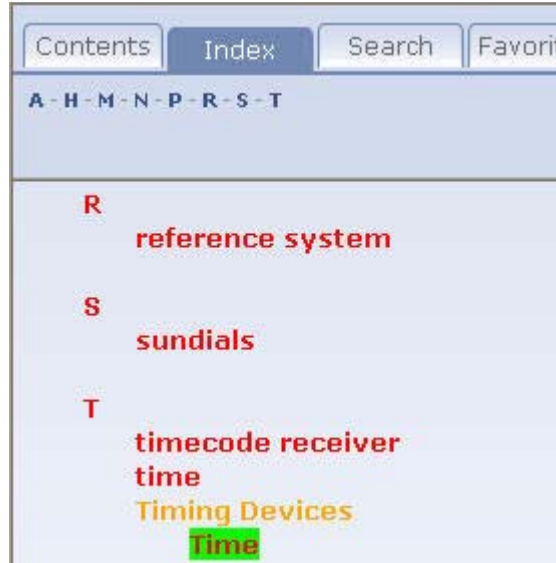 Contents Index Search Favorit
A - H - M - N - P - R - S - T
R
reference system
S
sundials
T
timecode receiver
time
Timing Devices
Time